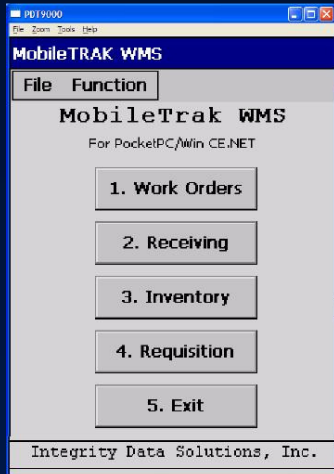 PDT9000
File Zoom Tools Help
MobileTRAK WMS
File Function
MobileTrak WMS
For PocketPC/Win CE.NET
1. Work Orders
2. Receiving
3. Inventory
4. Requisition
5. Exit
Integrity Data Solutions, Inc.